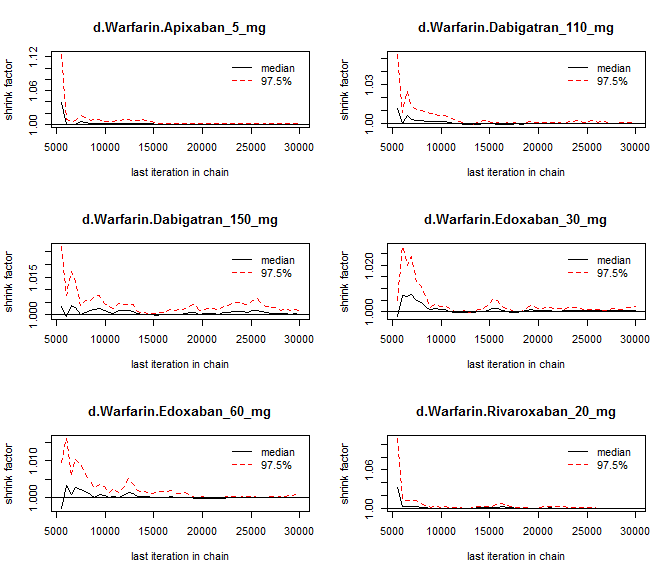 d.Warfarin.Apixaban_5_mg
shrink factor
1.00 1.06 1.12
median
97.5%
5000 10000 15000 20000 25000 30000
last iteration in chain
d.Warfarin.Dabigatran_110_mg
shrink factor
1.00 1.03
median
97.5%
5000 10000 15000 20000 25000 30000
last iteration in chain
d.Warfarin.Dabigatran_150_mg
shrink factor
1.000 1.015
median
97.5%
5000 10000 15000 20000 25000 30000
last iteration in chain
d.Warfarin.Edoxaban_30_mg
shrink factor
1.000 1.020
median
97.5%
5000 10000 15000 20000 25000 30000
last iteration in chain
d.Warfarin.Edoxaban_60_mg
shrink factor
1.000 1.010
median
97.5%
5000 10000 15000 20000 25000 30000
last iteration in chain
d.Warfarin.Rivaroxaban_20_mg
shrink factor
1.00 1.06
median
97.5%
5000 10000 15000 20000 25000 30000
last iteration in chain